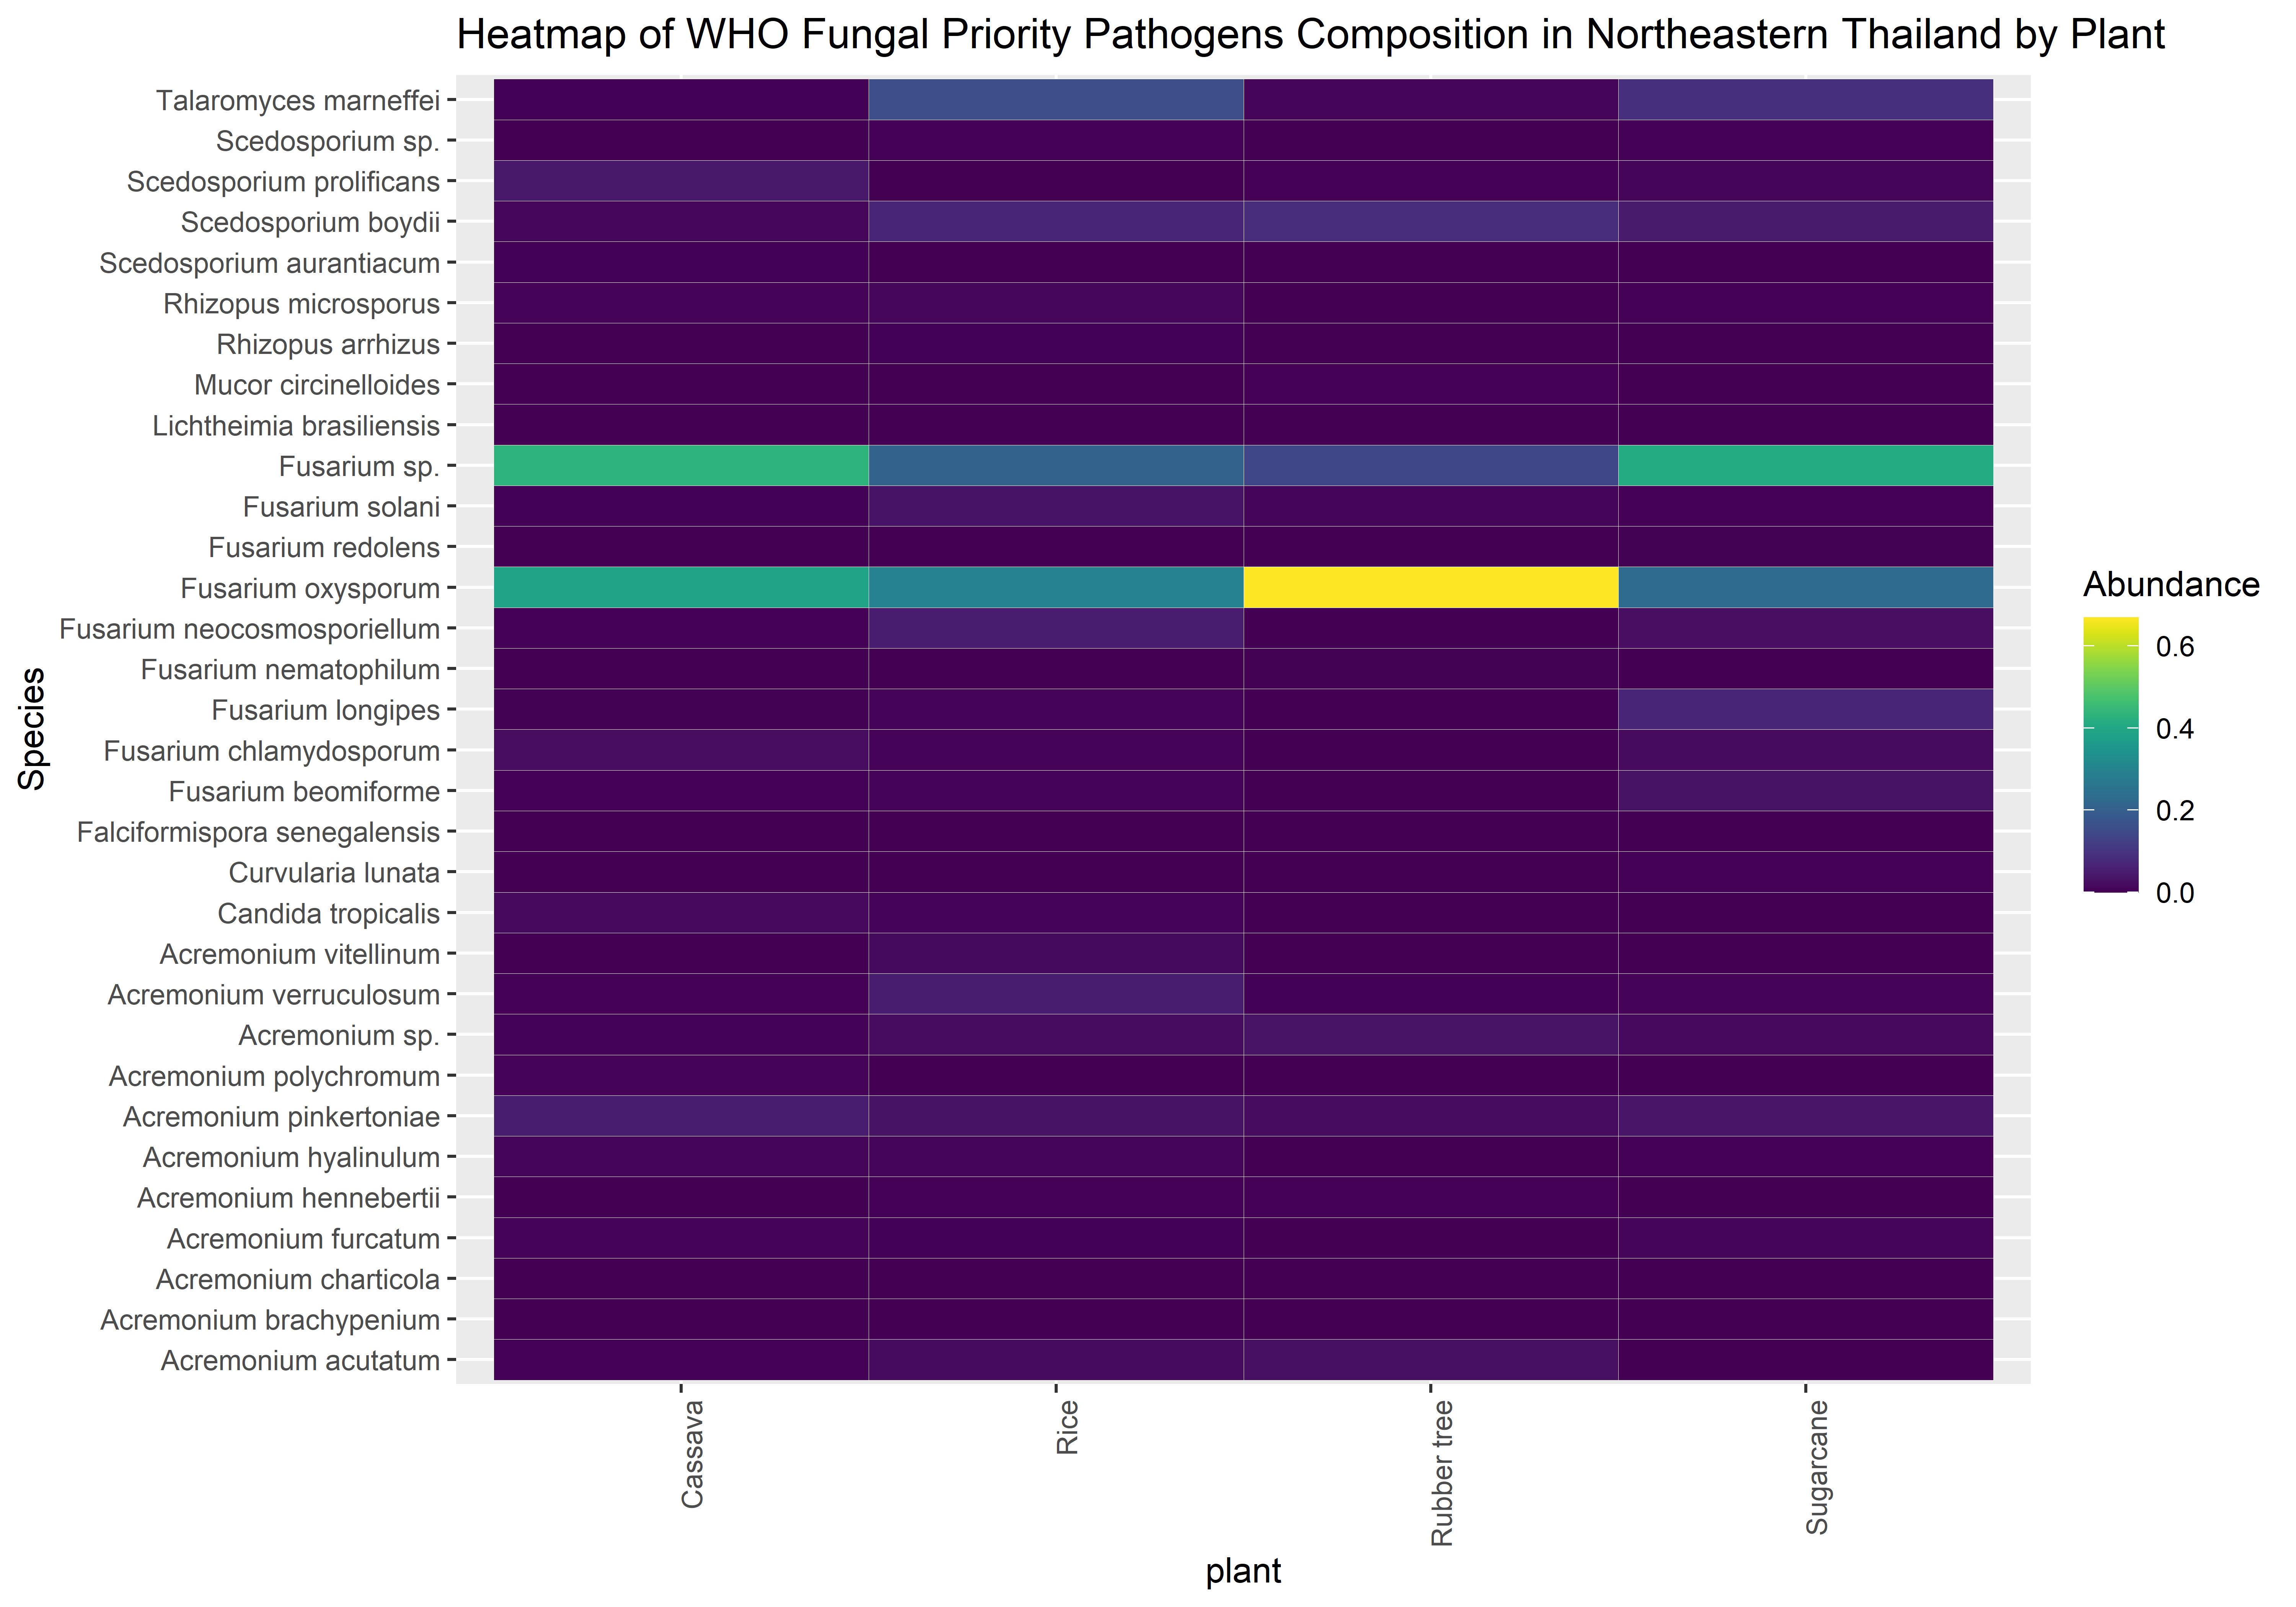 Heatmap of WHO Fungal Priority Pathogens Composition in Northeastern Thailand by Plant
Species
Talaromyces marneffei
Scedosporium sp.
Scedosporium prolificans
Scedosporium boydii
Scedosporium aurantiacum
Rhizopus microsporus
Rhizopus arrhizus
Mucor circinelloides
Lichtheimia brasiliensis
Fusarium sp.
Fusarium solani
Fusarium redolens
Fusarium oxysporum
Fusarium neocosmosporiellum
Fusarium nematophilum
Fusarium longipes
Fusarium chlamydosporum
Fusarium beomiforme
Falciformispora senegalensis
Curvularia lunata
Candida tropicalis
Acremonium vitellinum
Acremonium verruculosum
Acremonium sp.
Acremonium polychromum
Acremonium pinkertoniae
Acremonium hyalinulum
Acremonium hennebertii
Acremonium furcatum
Acremonium charticola
Acremonium brachypenium
Acremonium acutatum
Cassava
Rice
Rubber tree
Sugarcane
plant
Abundance
0.6
0.4
0.2
0.0